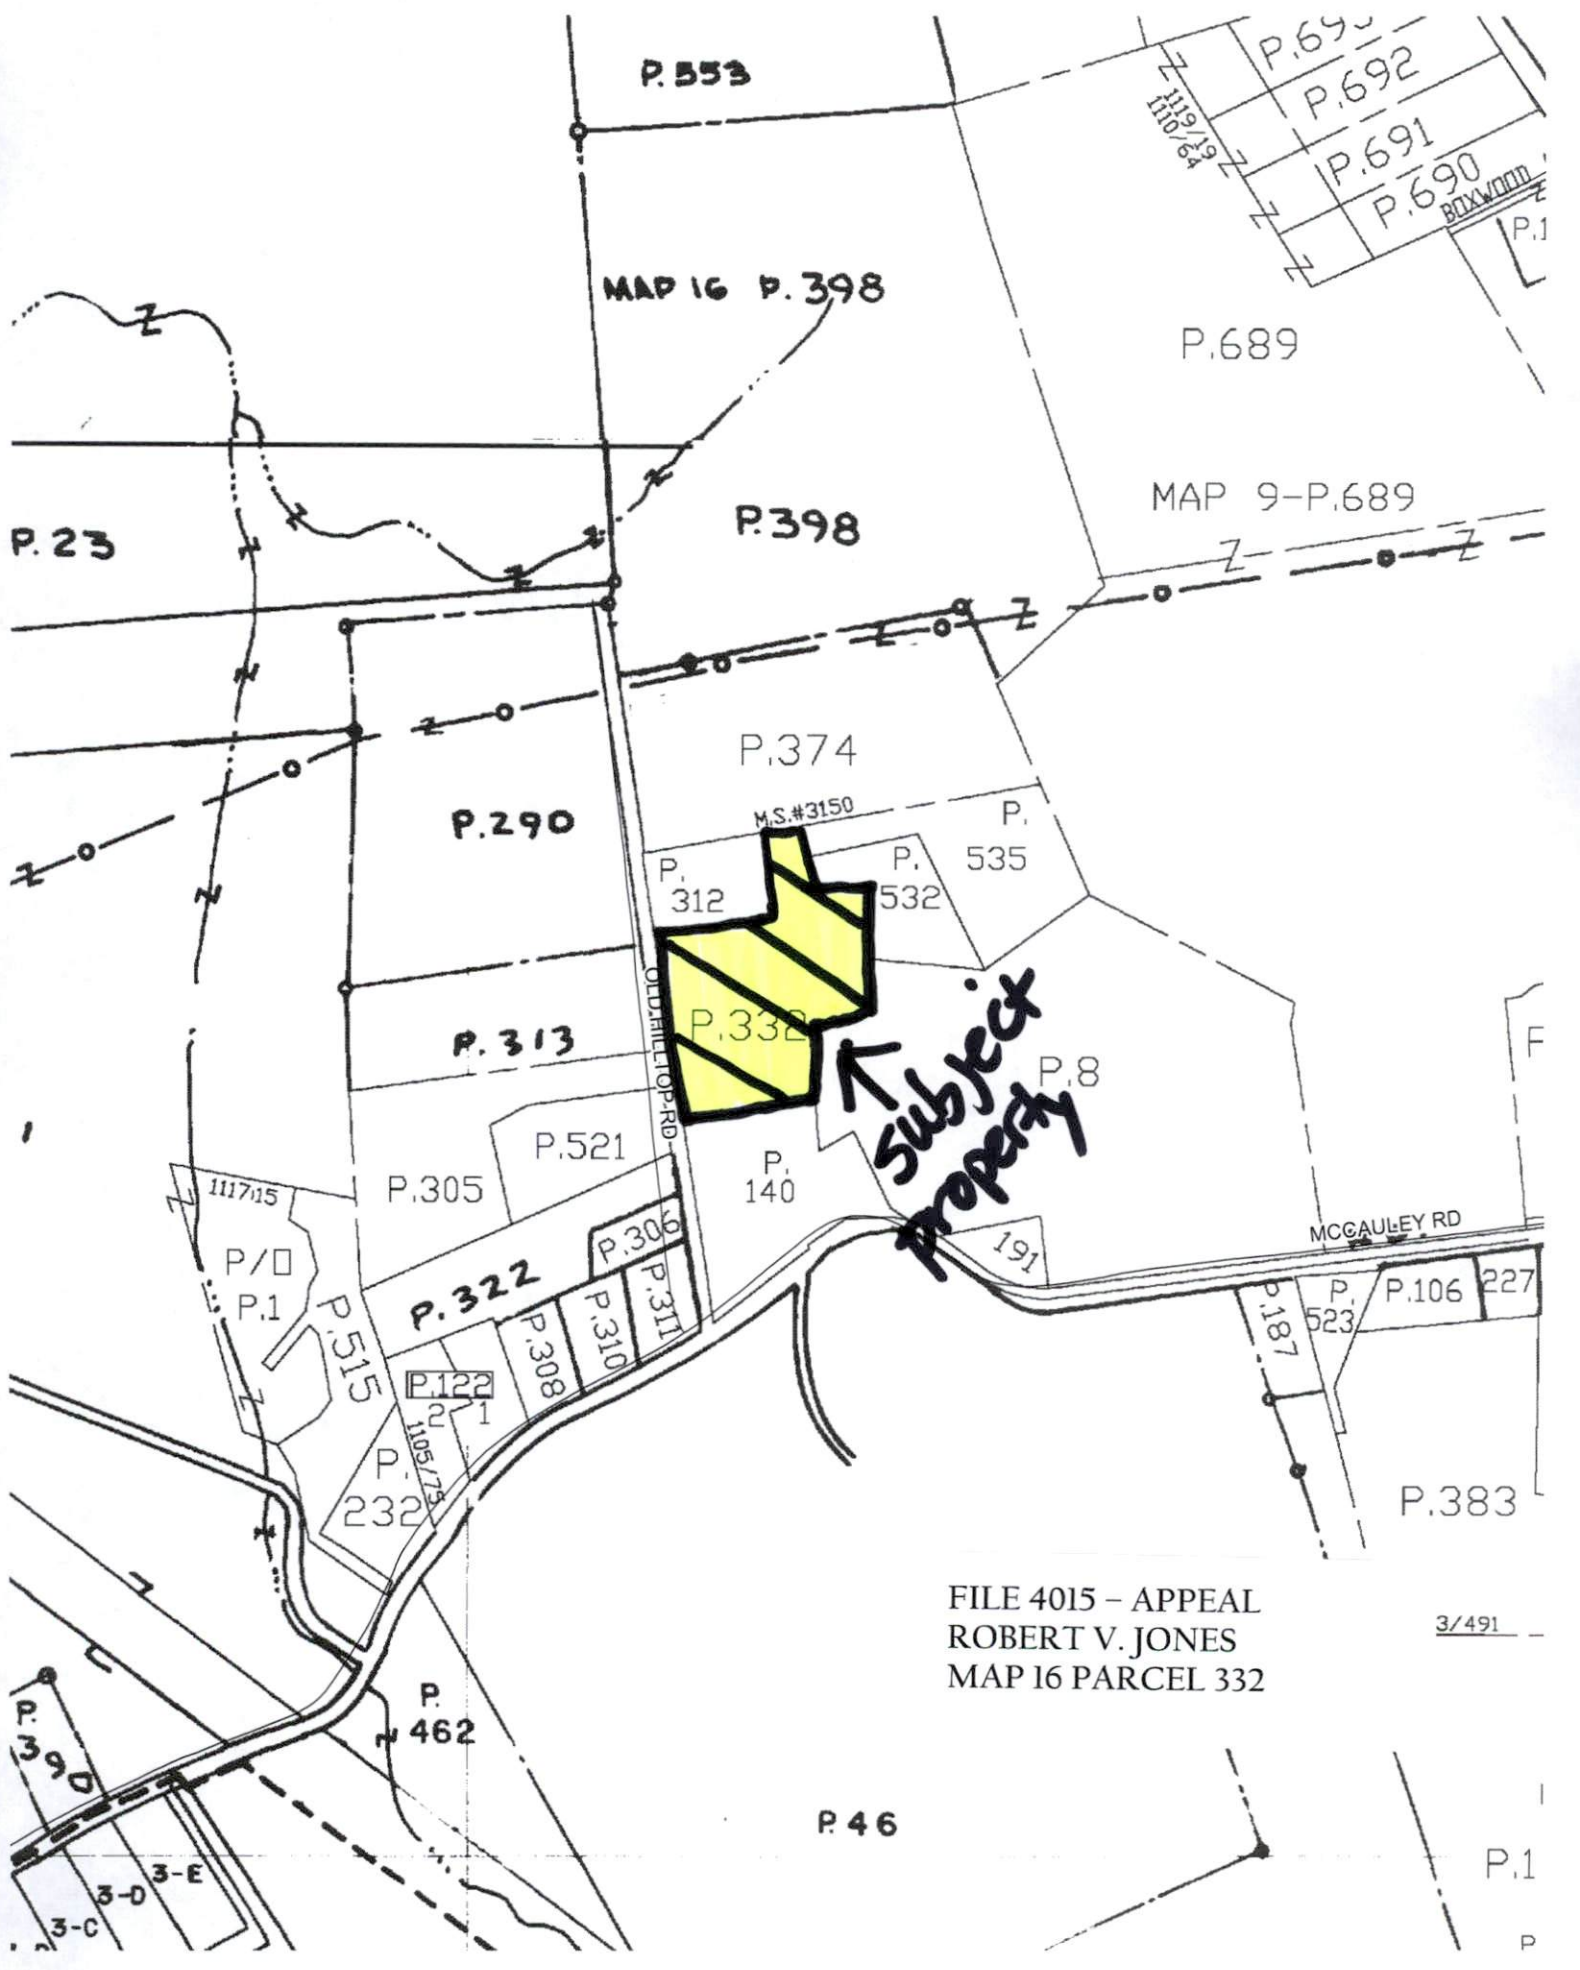 P.553
P.692
P.691
P.690
1119/19
1110/64
BOXWOOD
P.1
MAP 16 P. 398
P.689
MAP 9-P.689
P. 23
P.398
P.374
M.S.#3150
P.290
P.
312
P.
532
P.
535
P.332
OLD HILLTOP RD
P. 313
P.8
subject
property
P.521
P.305
P.
140
1117/15
P/O
P.1
P.306
P.322
P.311
P.310
P.308
P.515
P.122
2 1
1105/75
P.
232
191
MCCAULEY RD
P.187
P.
523
P.106
227
P.383
FILE 4015 – APPEAL
ROBERT V. JONES
MAP 16 PARCEL 332
3/491
P.
390
P.
462
P. 46
3-E
3-D
3-C
P.1
P